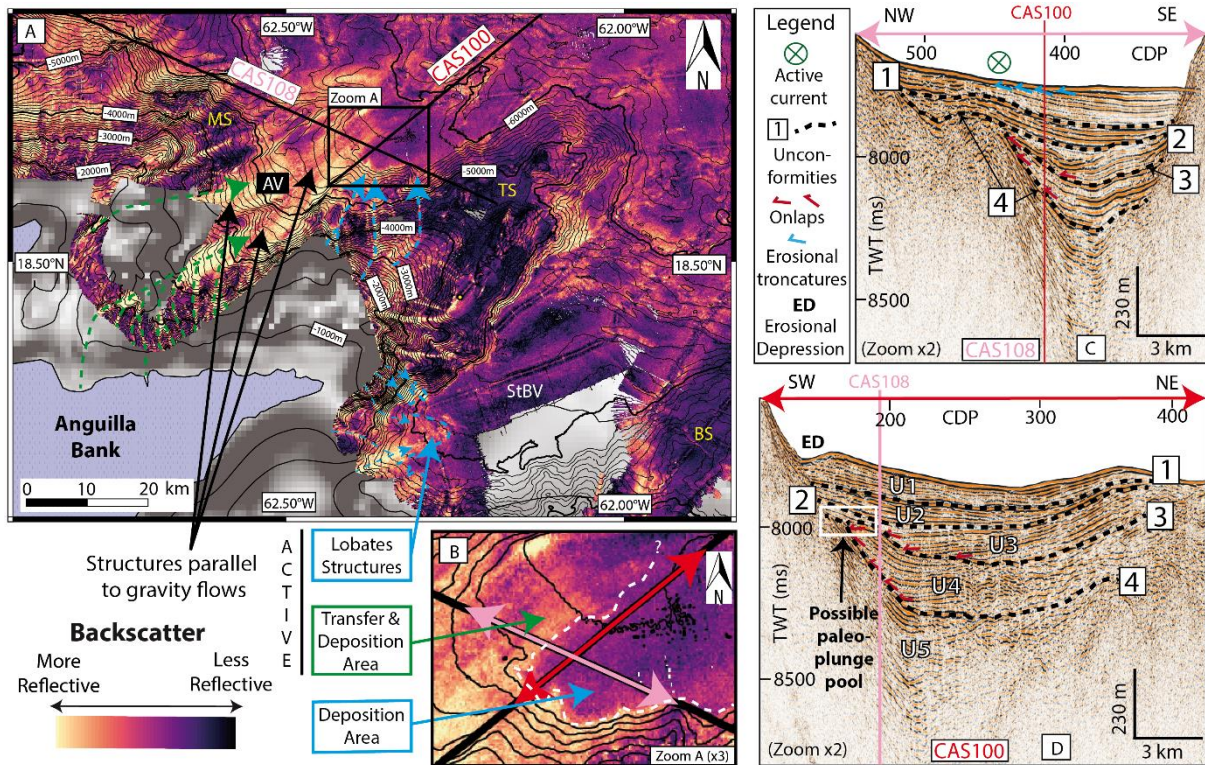 A
62.50°W
62.00°W
N
-5000m
-4000m
-3000m
-2000m
MS
CAS108
CAS100
Zoom A
-6000m
-5000m
TS
AV
-4000m
-3000m
-2000m
18.50°N
18.50°N
-1000m
StBV
BS
Anguilla
Bank
0 10 20 km
62.50°W
62.00°W
Legend
Active
current
1
Uncon-
formities
Onlaps
Erosional
troncatures
ED
Erosional
Depression
NW CAS100 SE
500 400 CDP
1
2
3
4
8000
8500
TWT (ms)
230 m
3 km
(Zoom x2) CAS108 C
Structures parallel
to gravity flows
Backscatter
More
Reflective
Less
Reflective
ACTIVE
Lobates
Structures
Transfer &
Deposition
Area
Deposition
Area
B
?
N
Zoom A (x3)
SW CAS108 NE
200 CDP 300 400
ED
1
2
3
4
U1
U2
U3
U4
U5
8000
8500
TWT (ms)
Possible
paleo-
plunge
pool
230 m
3 km
(Zoom x2) CAS100 D